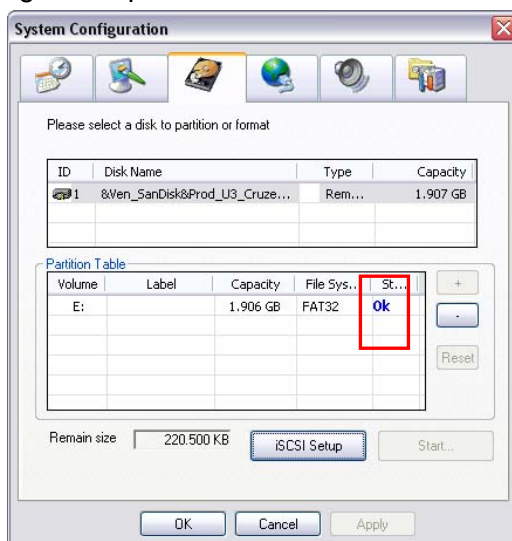 System Configuration
Please select a disk to partition or format
ID Disk Name Type Capacity
1 &Ven_SanDisk&Prod_U3_Cruze... Rem... 1.907 GB
Partition Table
Volume Label Capacity File Sys... St...
E: 1.906 GB FAT32 Ok
+
-
Reset
Remain size 220.500 KB iSCSI Setup Start...
OK Cancel Apply